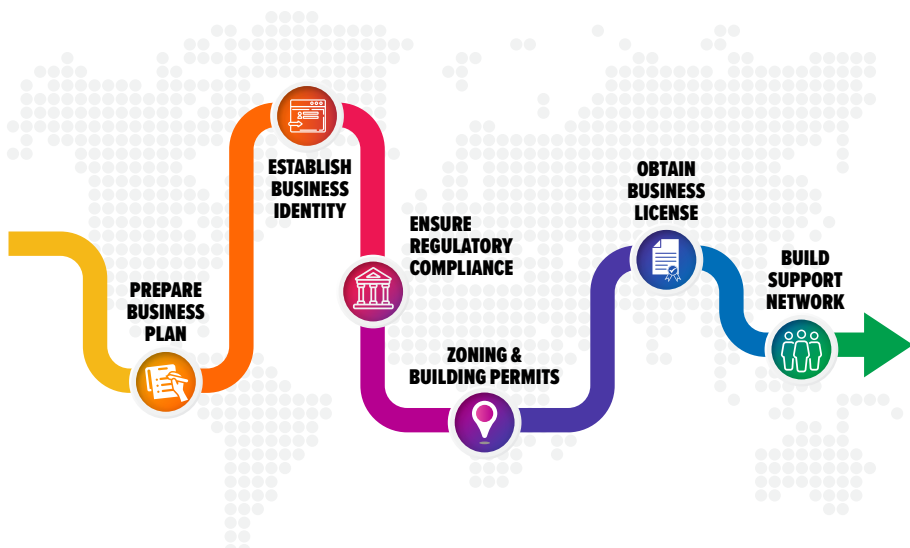 PREPARE
BUSINESS
PLAN
ESTABLISH
BUSINESS
IDENTITY
ENSURE
REGULATORY
COMPLIANCE
ZONING &
BUILDING PERMITS
OBTAIN
BUSINESS
LICENSE
BUILD
SUPPORT
NETWORK